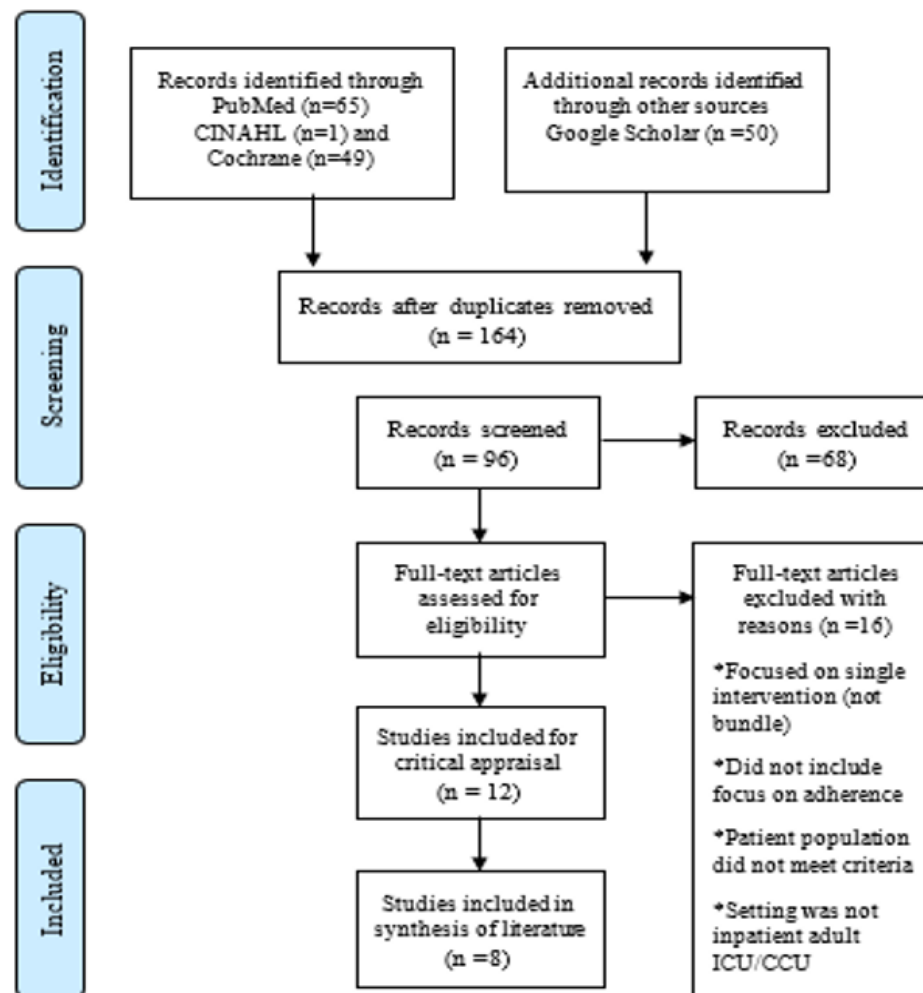 Identification
Records identified through
PubMed (n=65)
CINAHL (n=1) and
Cochrane (n=49)
Additional records identified
through other sources
Google Scholar (n =50)
Screening
Records after duplicates removed
(n = 164)
Records screened
(n = 96)
Records excluded
(n =68)
Eligibility
Full-text articles
assessed for
eligibility
Full-text articles
excluded with
reasons (n =16)
*Focused on single
intervention (not
bundle)
*Did not include
focus on adherence
*Patient population
did not meet criteria
*Setting was not
inpatient adult
ICU/CCU
Studies included for
critical appraisal
(n = 12)
Included
Studies included in
synthesis of literature
(n =8)